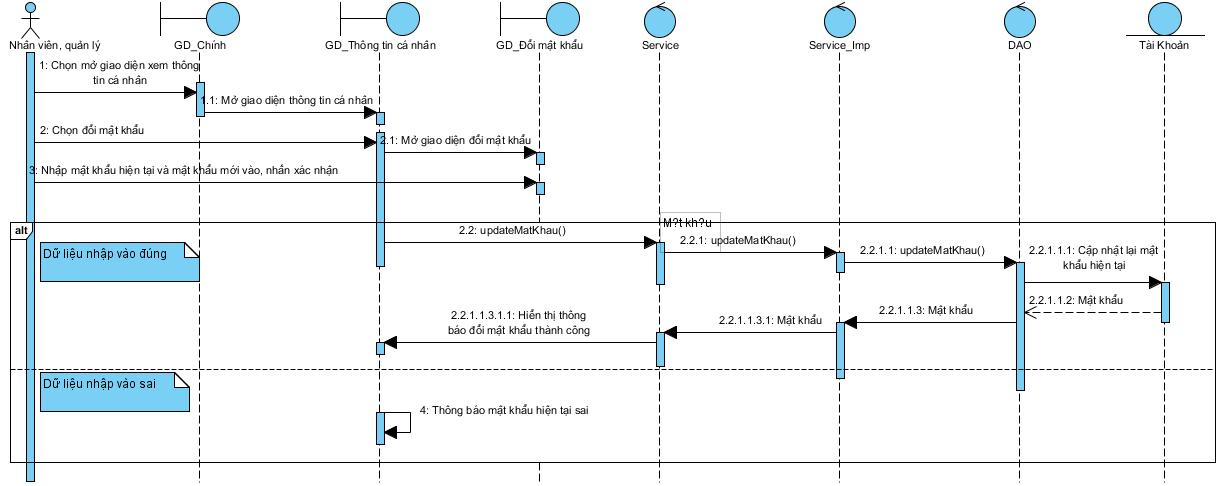 Nhân viên, quản lý
GD_Chính
GD_Thông tin cá nhân
GD_Đổi mật khẩu
Service
Service_Imp
DAO
Tài Khoản
1: Chọn mở giao diện xem thông
tin cá nhân
1.1: Mở giao diện thông tin cá nhân
2: Chọn đổi mật khẩu
2.1: Mở giao diện đổi mật khẩu
3: Nhập mật khẩu hiện tại và mật khẩu mới vào, nhấn xác nhận
alt
M?t kh?u
2.2: updateMatKhau()
2.2.1: updateMatKhau()
2.2.1.1: updateMatKhau()
2.2.1.1.1: Cập nhật lại mật
khẩu hiện tại
Dữ liệu nhập vào đúng
2.2.1.1.2: Mật khẩu
2.2.1.1.3: Mật khẩu
2.2.1.1.3.1: Mật khẩu
2.2.1.1.3.1.1: Hiển thị thông
báo đổi mật khẩu thành công
Dữ liệu nhập vào sai
4: Thông báo mật khẩu hiện tại sai